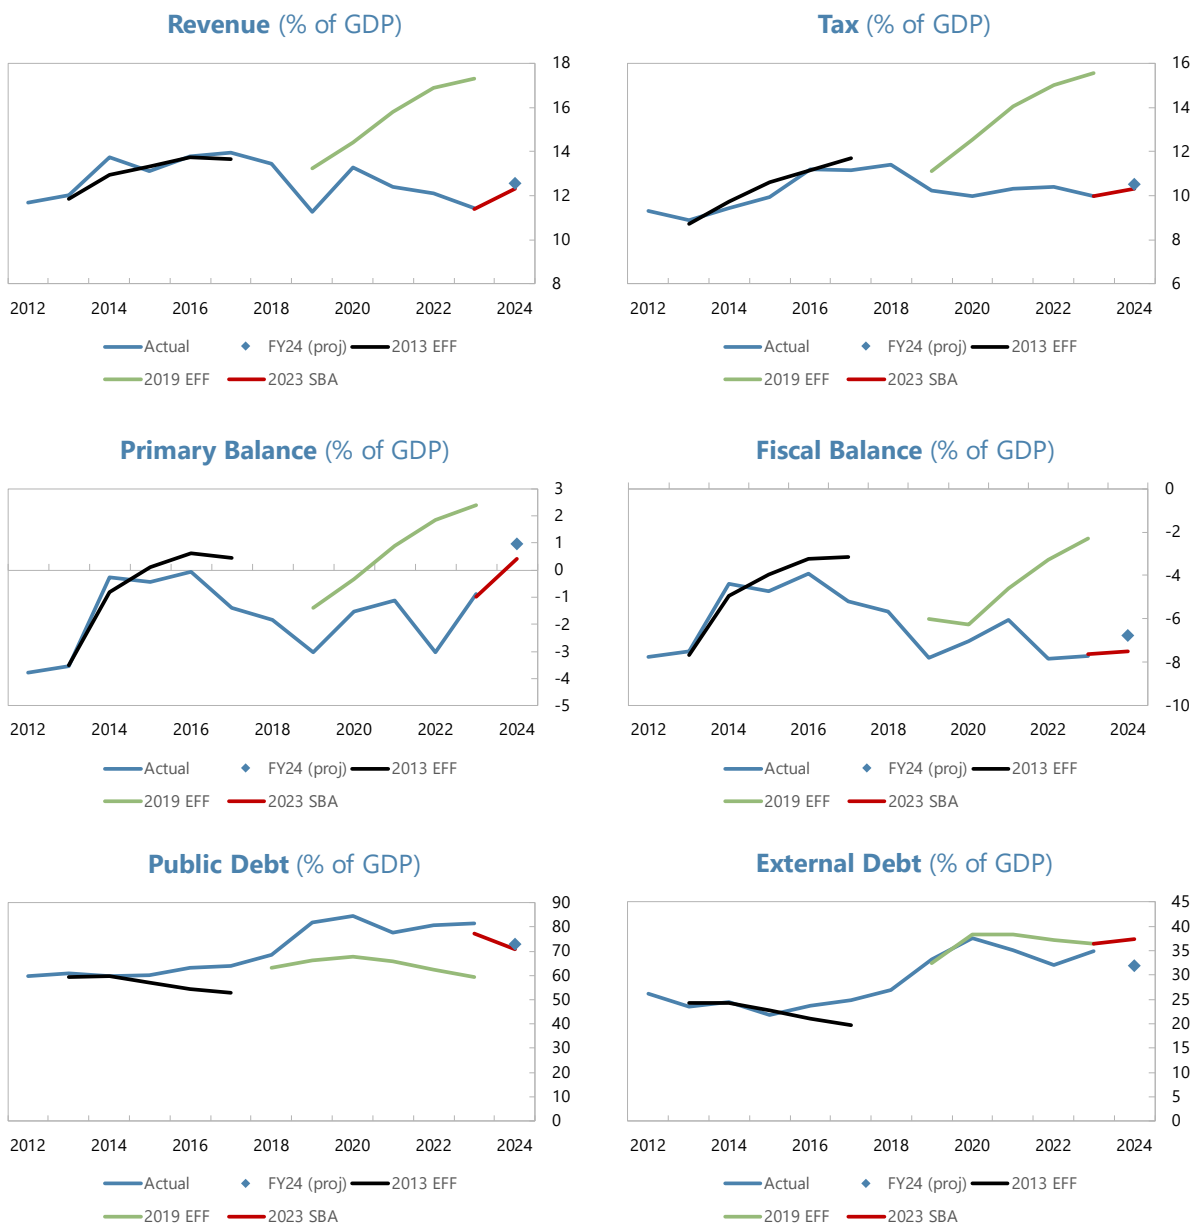 Revenue (% of GDP)
18
16
14
12
10
8
2012 2014 2016 2018 2020 2022 2024
Actual FY24 (proj) 2013 EFF
2019 EFF 2023 SBA
Tax (% of GDP)
16
14
12
10
8
6
2012 2014 2016 2018 2020 2022 2024
Actual FY24 (proj) 2013 EFF
2019 EFF 2023 SBA
Primary Balance (% of GDP)
3
2
1
0
-1
-2
-3
-4
-5
2012 2014 2016 2018 2020 2022 2024
Actual FY24 (proj) 2013 EFF
2019 EFF 2023 SBA
Fiscal Balance (% of GDP)
0
-2
-4
-6
-8
-10
2012 2014 2016 2018 2020 2022 2024
Actual FY24 (proj) 2013 EFF
2019 EFF 2023 SBA
Public Debt (% of GDP)
90
80
70
60
50
40
30
20
10
0
2012 2014 2016 2018 2020 2022 2024
Actual FY24 (proj) 2013 EFF
2019 EFF 2023 SBA
External Debt (% of GDP)
45
40
35
30
25
20
15
10
5
0
2012 2014 2016 2018 2020 2022 2024
Actual FY24 (proj) 2013 EFF
2019 EFF 2023 SBA